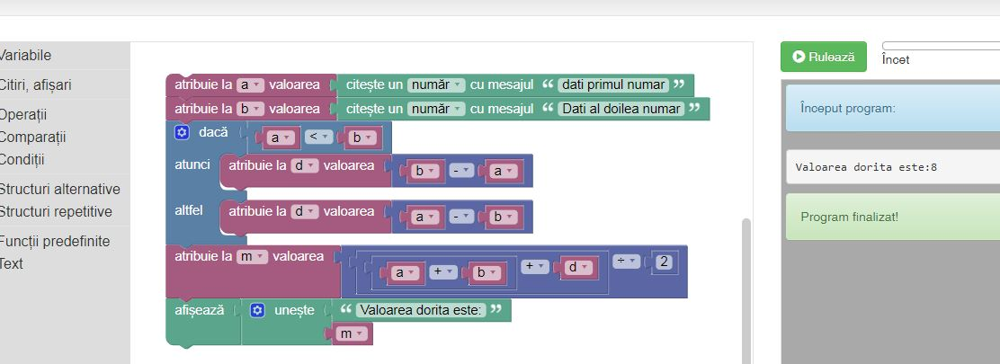 Variabile
Citiri, afișari
Operații
Comparații
Condiții
Structuri alternative
Structuri repetitive
Funcții predefinite
Text
atribuie la a valoarea citește un număr cu mesajul “ dati primul numar ”
atribuie la b valoarea citește un număr cu mesajul “ Dati al doilea numar ”
dacă a < b
atunci atribuie la d valoarea b - a
altfel atribuie la d valoarea a - b
atribuie la m valoarea a + b + d ÷ 2
afișează unește “ Valoarea dorita este: ”
m
Rulează
Încet
Început program:
Valoarea dorita este:8
Program finalizat!